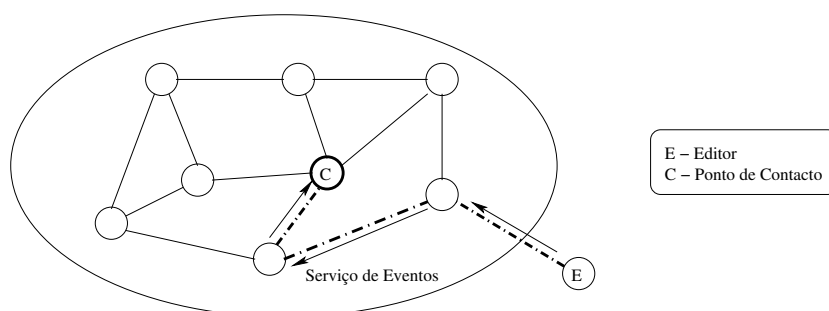 C
Serviço de Eventos
E
E – Editor
C – Ponto de Contacto